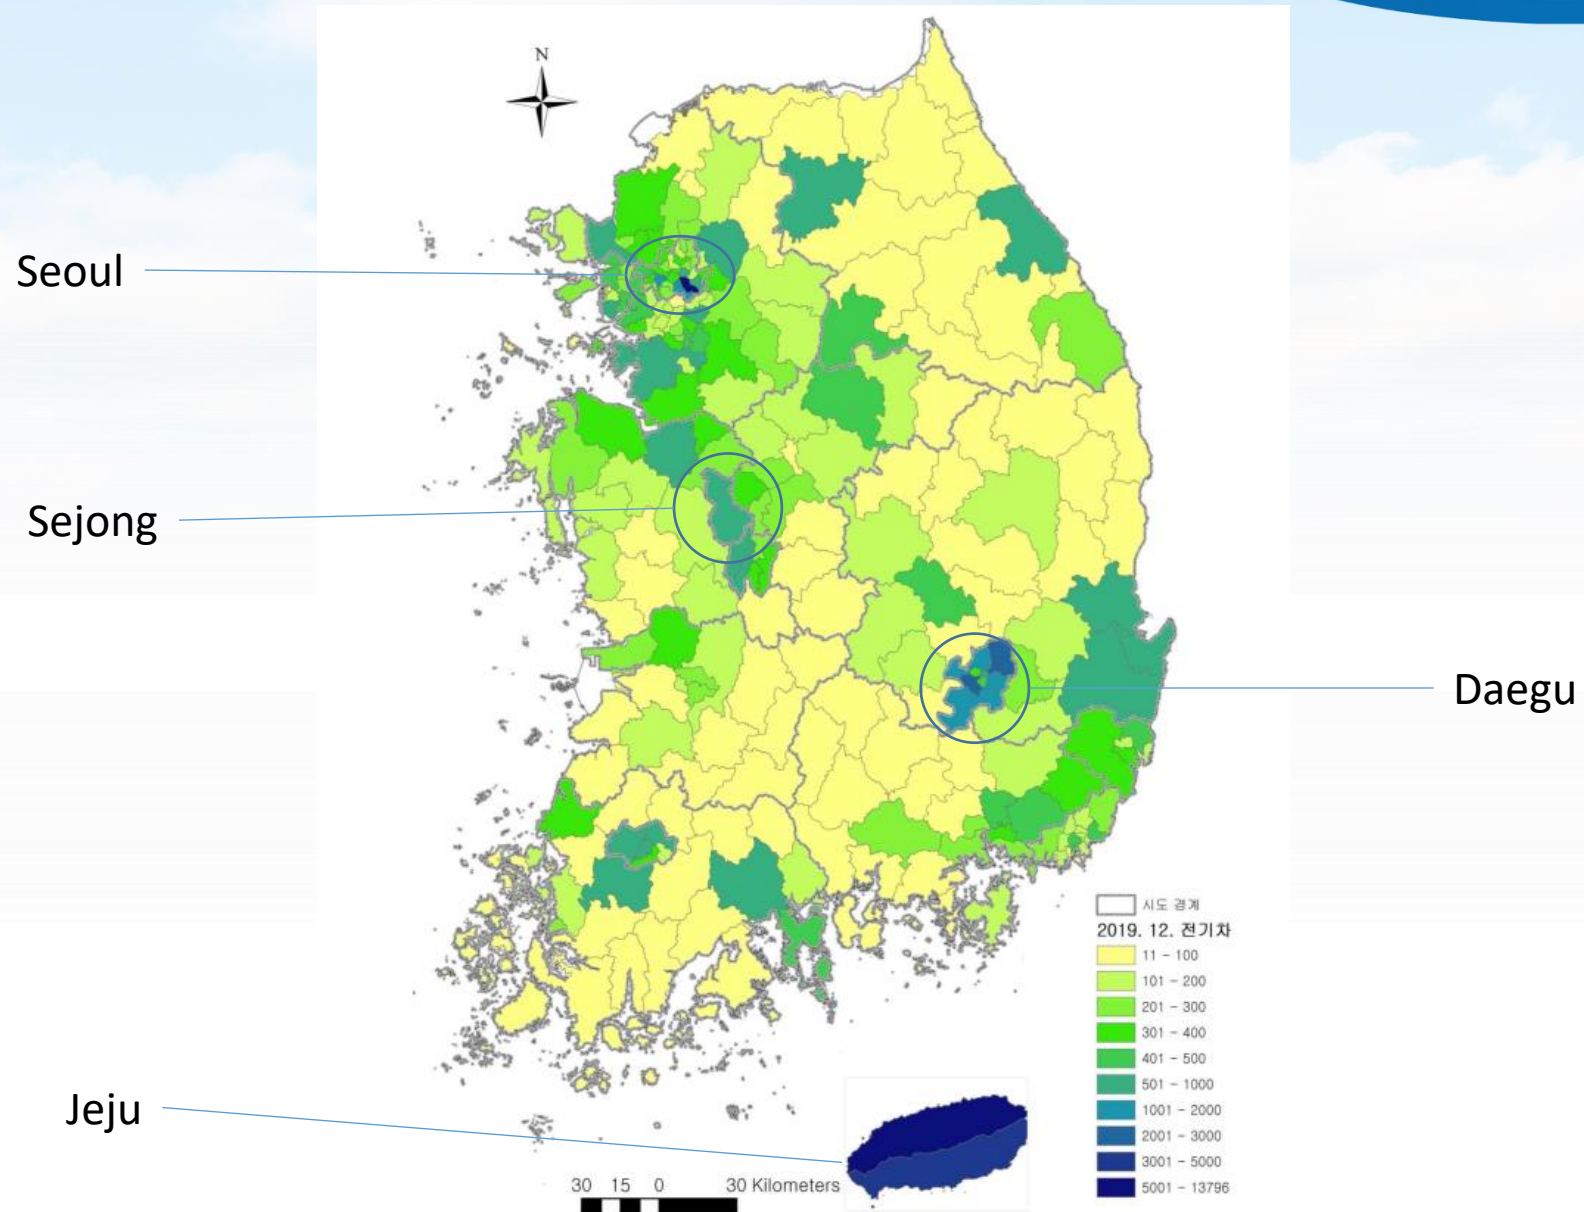 N
Seoul
Sejong
Daegu
Jeju
시도 경계
2019. 12. 전기차
11 - 100
101 - 200
201 - 300
301 - 400
401 - 500
501 - 1000
1001 - 2000
2001 - 3000
3001 - 5000
5001 - 13796
30 15 0 30 Kilometers